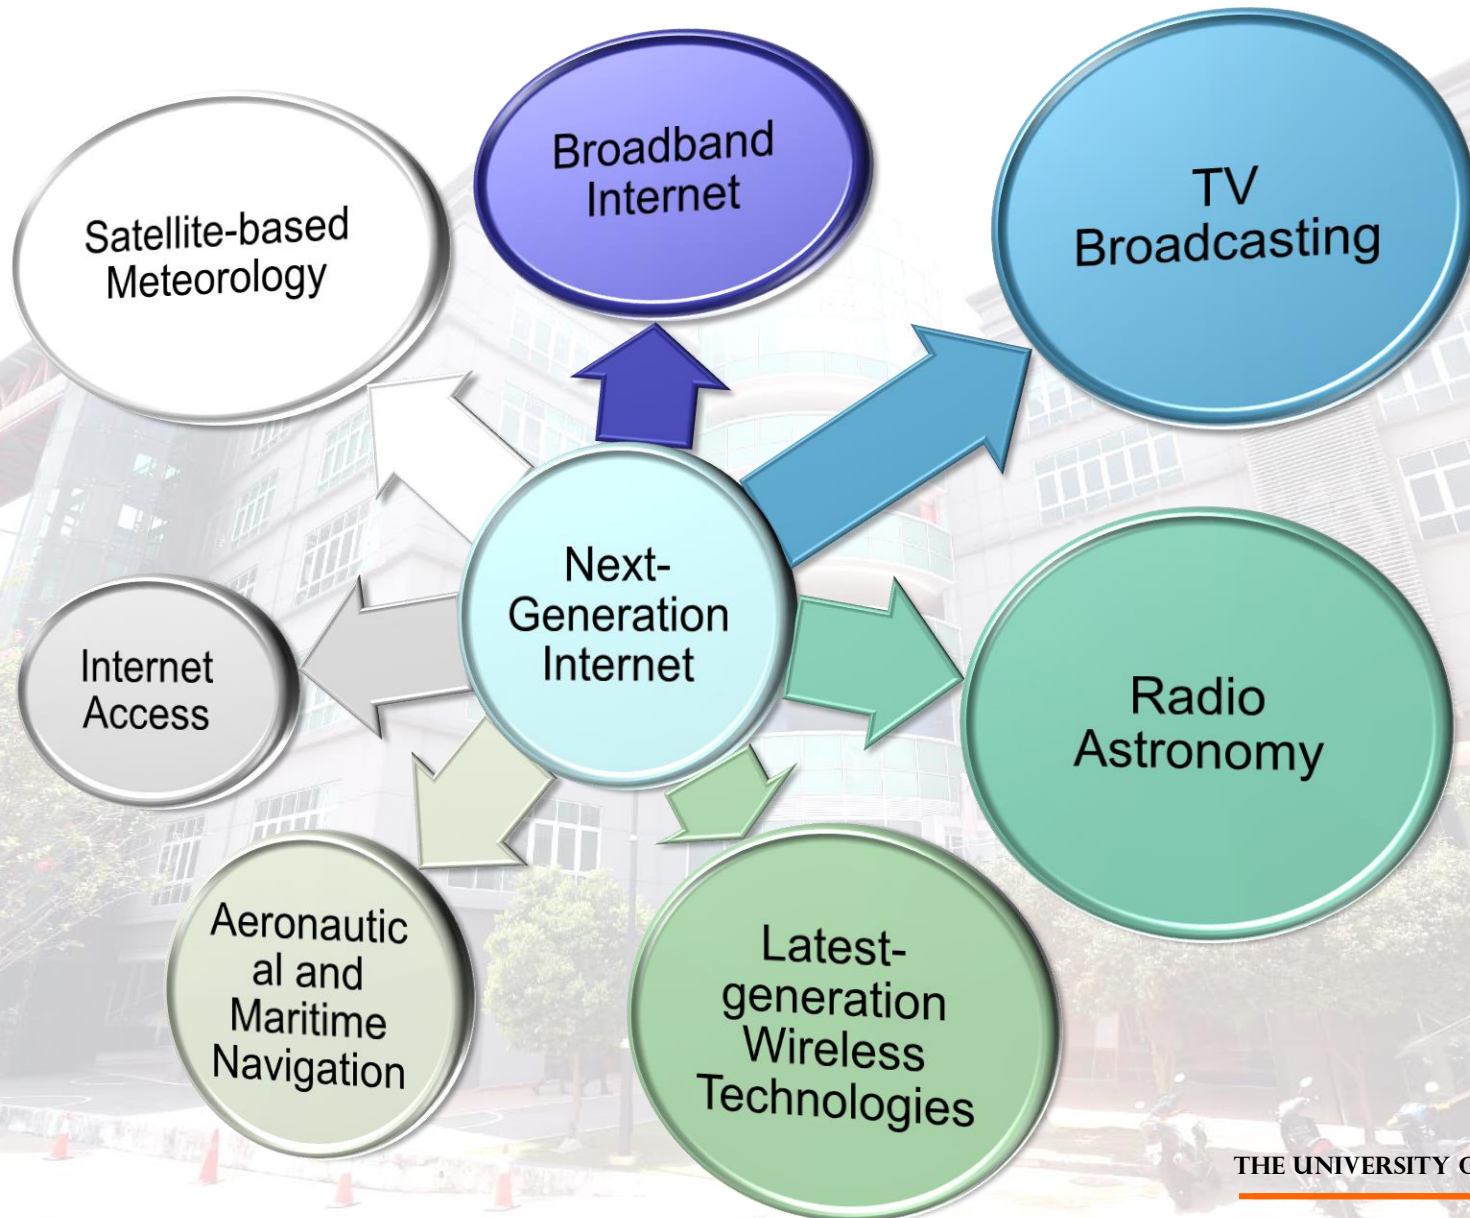 Satellite-based
Meteorology
Broadband
Internet
TV
Broadcasting
Next-
Generation
Internet
Internet
Access
Radio
Astronomy
Aeronautic
al and
Maritime
Navigation
Latest-
generation
Wireless
Technologies
THE UNIVERSITY O